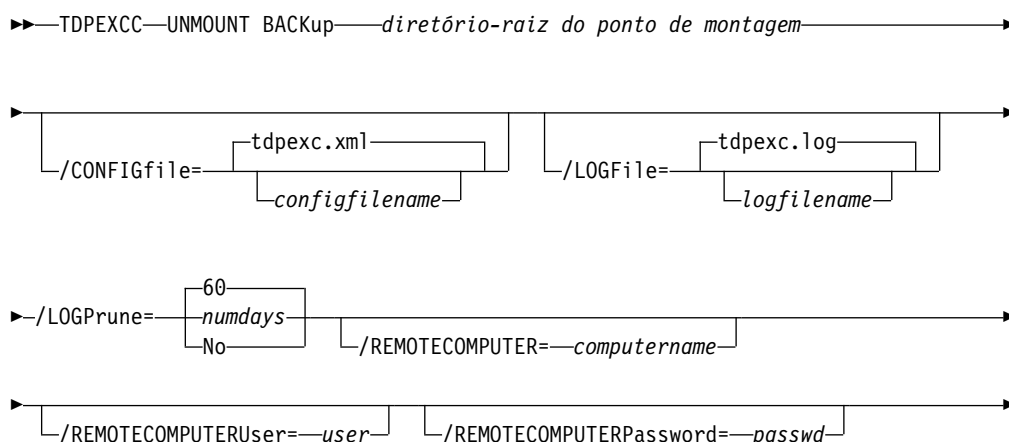 TDPEXCC UNMOUNT BACKup diretório-raiz do ponto de montagem
tdpexc.xml
/CONFIGfile=
configfilename
tdpexc.log
/LOGFile=
logfilename
60
/LOGPrune= numdays
No
/REMOTECOMPUTER= computername
/REMOTECOMPUTERUser= user
/REMOTECOMPUTERPassword= passwd